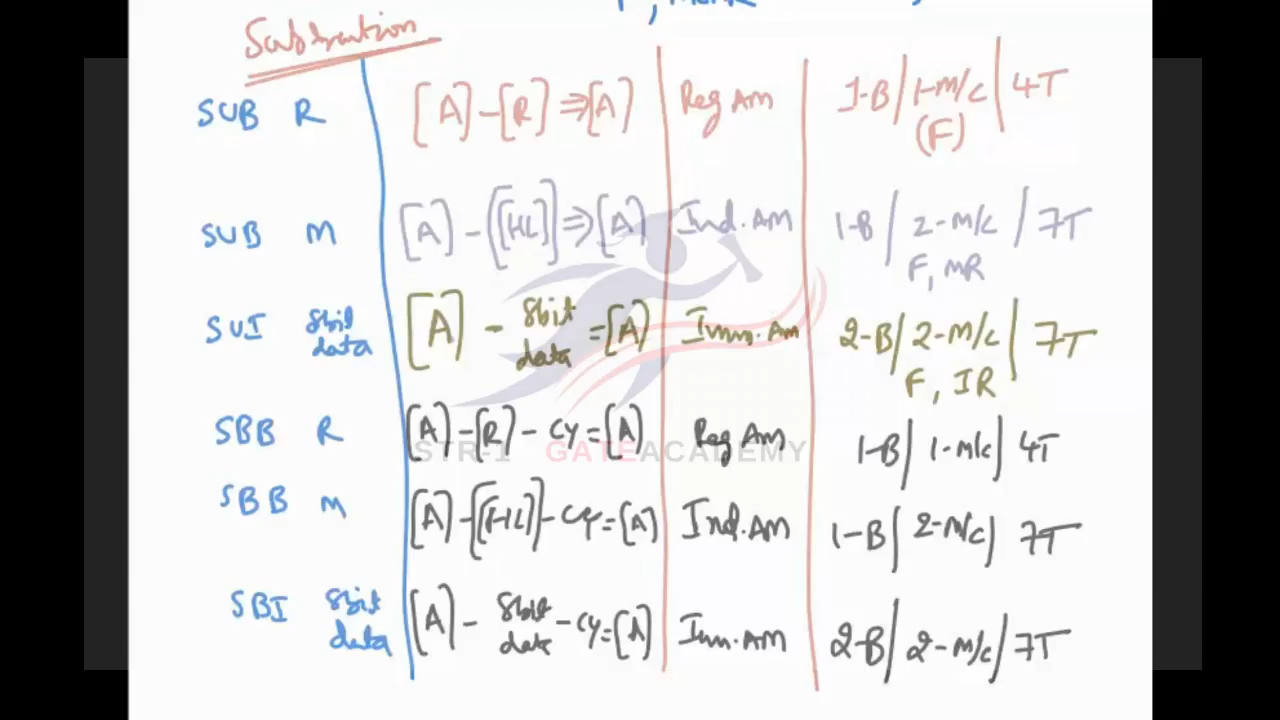 Subtration
SUB R [A] - [R] ⇒ [A] Reg AM 1-B / 1-M/c / 4T
(F)
SUB M [A] - [[HL]] ⇒ [A] Ind. AM 1-B / 2-M/c / 7T
F, MR
SUI 8bit data [A] - 8bit data = [A] Imm. Am 2-B / 2-M/c / 7T
F, IR
SBB R [A] - [R] - CY = [A] Reg AM 1-B / 1-M/c / 4T
GATEACADEMY
SBB M [A] - [[HL]] - CY = [A] Ind. AM 1-B / 2-M/c / 7T
SBI 8bit data [A] - 8bit data - CY = [A] Imm. AM 2-B / 2-M/c / 7T